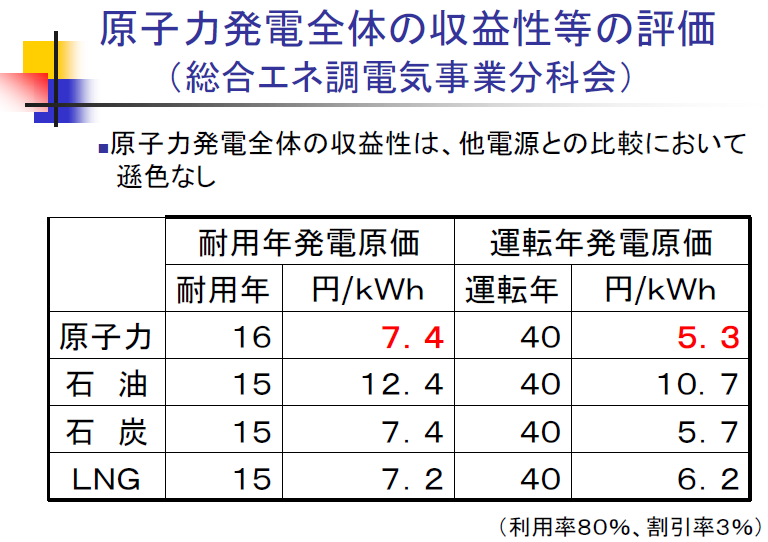 原子力発電全体の収益性等の評価
（総合エネ調電気事業分科会）
■原子力発電全体の収益性は、他電源との比較において
遜色なし
耐用年発電原価 運転年発電原価
耐用年 円/kWh 運転年 円/kWh
原子力 16 7．4 40 5．3
石　油 15 12．4 40 10．7
石　炭 15 7．4 40 5．7
LNG 15 7．2 40 6．2
（利用率80%、割引率3%）